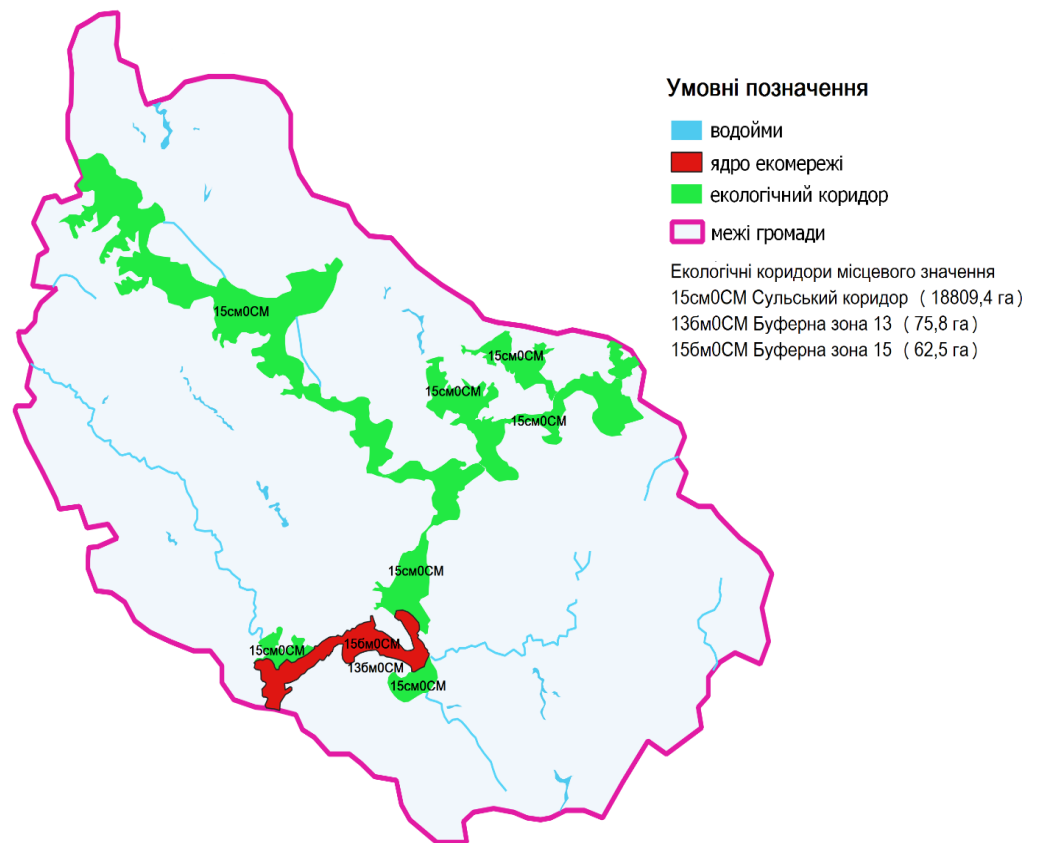 Умовні позначення
водойми
ядро екомережі
екологічний коридор
межі громади
Екологічні коридори місцевого значення
15см0СМ Сульський коридор ( 18809,4 га )
13бм0СМ Буферна зона 13 ( 75,8 га )
15бм0СМ Буферна зона 15 ( 62,5 га )
15см0СМ
15см0СМ
15см0СМ
15см0СМ
15см0СМ
15бм0СМ
15см0СМ
13бм0СМ
15см0СМ